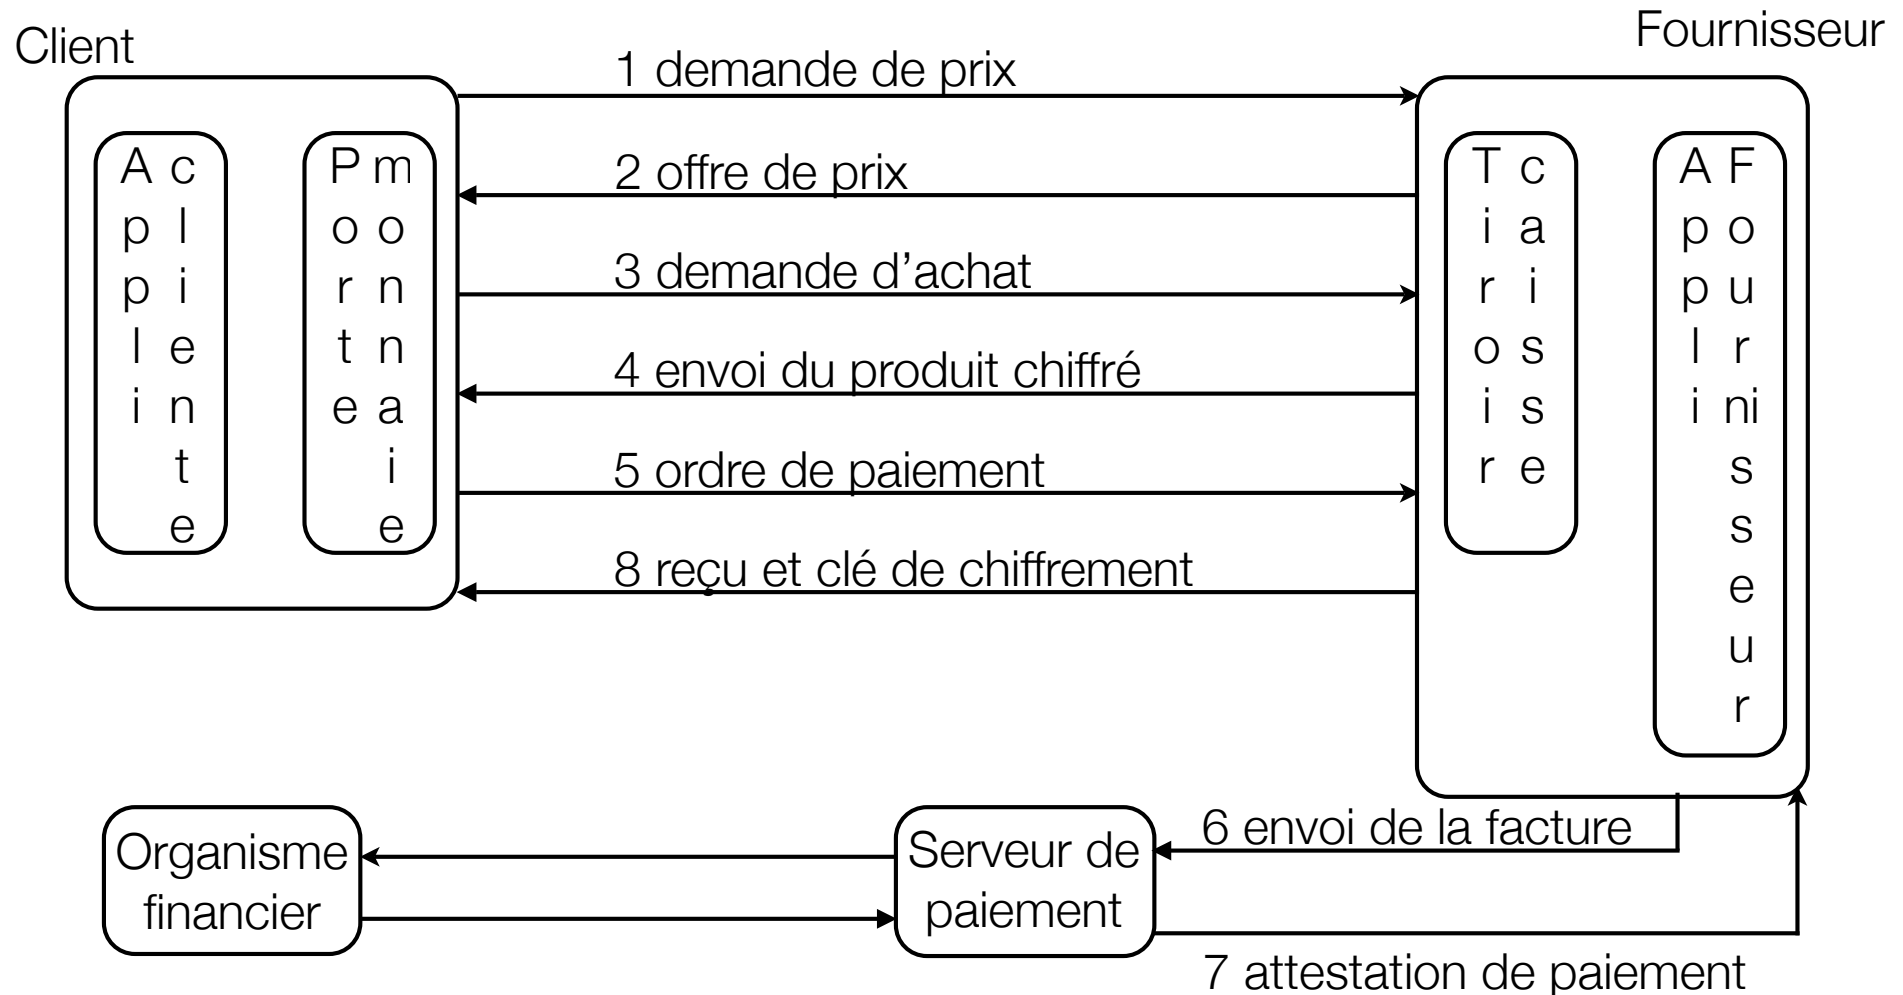 Client
Fournisseur
1 demande de prix
2 offre de prix
3 demande d’achat
4 envoi du produit chiffré
5 ordre de paiement
8 reçu et clé de chiffrement
Appli
cliente
Porte
monnaie
Tiroir
caisse
Appli
Fournisseur
Organisme
financier
Serveur de
paiement
6 envoi de la facture
7 attestation de paiement